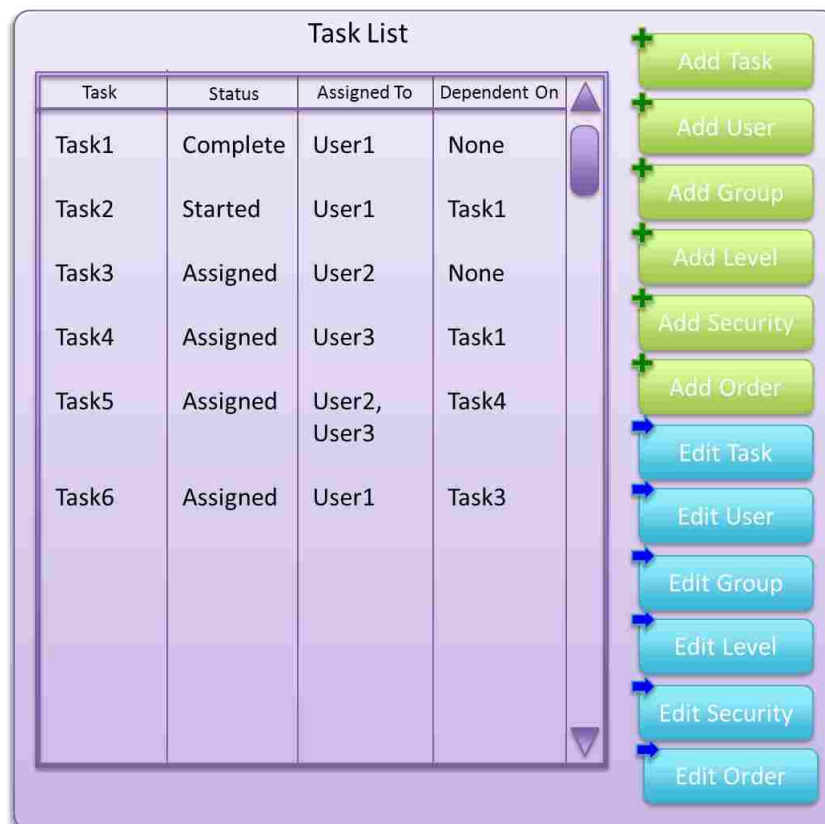 Task List
Task Status Assigned To Dependent On
Task1 Complete User1 None
Task2 Started User1 Task1
Task3 Assigned User2 None
Task4 Assigned User3 Task1
Task5 Assigned User2, Task4
User3
Task6 Assigned User1 Task3
Add Task
Add User
Add Group
Add Level
Add Security
Add Order
Edit Task
Edit User
Edit Group
Edit Level
Edit Security
Edit Order